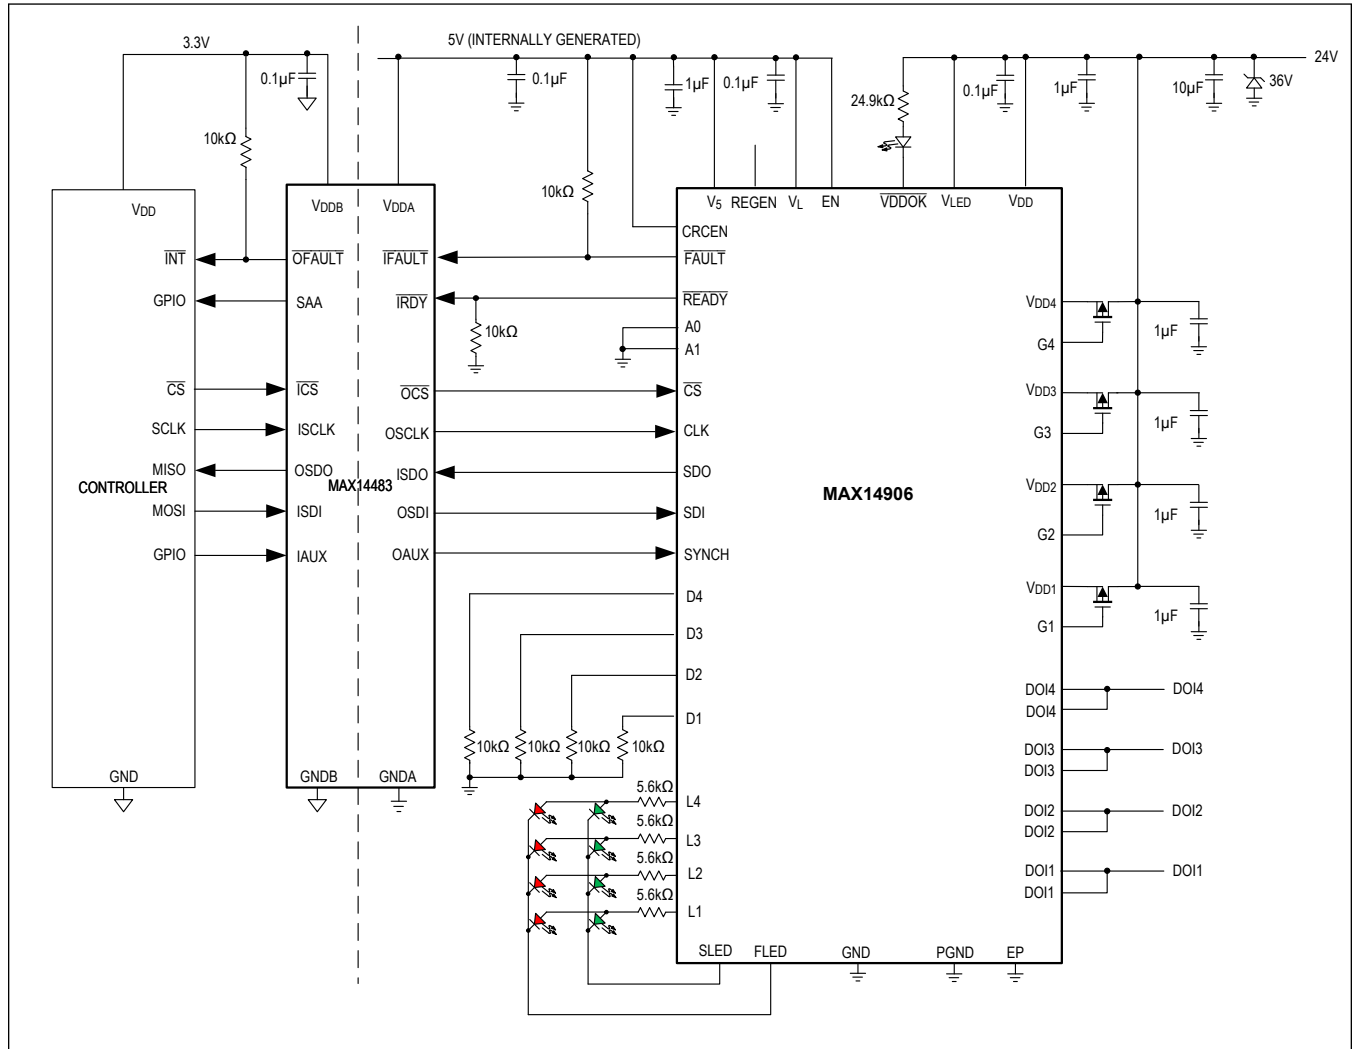 3.3V
5V (INTERNALLY GENERATED)
24V
0.1µF
0.1µF
1µF
0.1µF
24.9kΩ
0.1µF
1µF
10µF
36V
10kΩ
10kΩ
VDD
VDDB
VDDA
V5
REGEN
VL
EN
VDDOK
VLED
VDD
CRCEN
INT
OFAULT
IFAULT
FAULT
GPIO
SAA
IRDY
READY
10kΩ
A0
A1
CS
ICS
OCS
CS
SCLK
ISCLK
OSCLK
CLK
MISO
OSDO
ISDO
SDO
CONTROLLER
MAX14483
MAX14906
MOSI
ISDI
OSDI
SDI
GPIO
IAUX
OAUX
SYNCH
D4
D3
D2
D1
10kΩ
10kΩ
10kΩ
10kΩ
GND
GNDB
GNDA
5.6kΩ
L4
5.6kΩ
L3
5.6kΩ
L2
5.6kΩ
L1
SLED
FLED
GND
PGND
EP
VDD4
1µF
G4
VDD3
1µF
G3
VDD2
1µF
G2
VDD1
1µF
G1
DOI4
DOI4
DOI4
DOI3
DOI3
DOI3
DOI2
DOI2
DOI2
DOI1
DOI1
DOI1